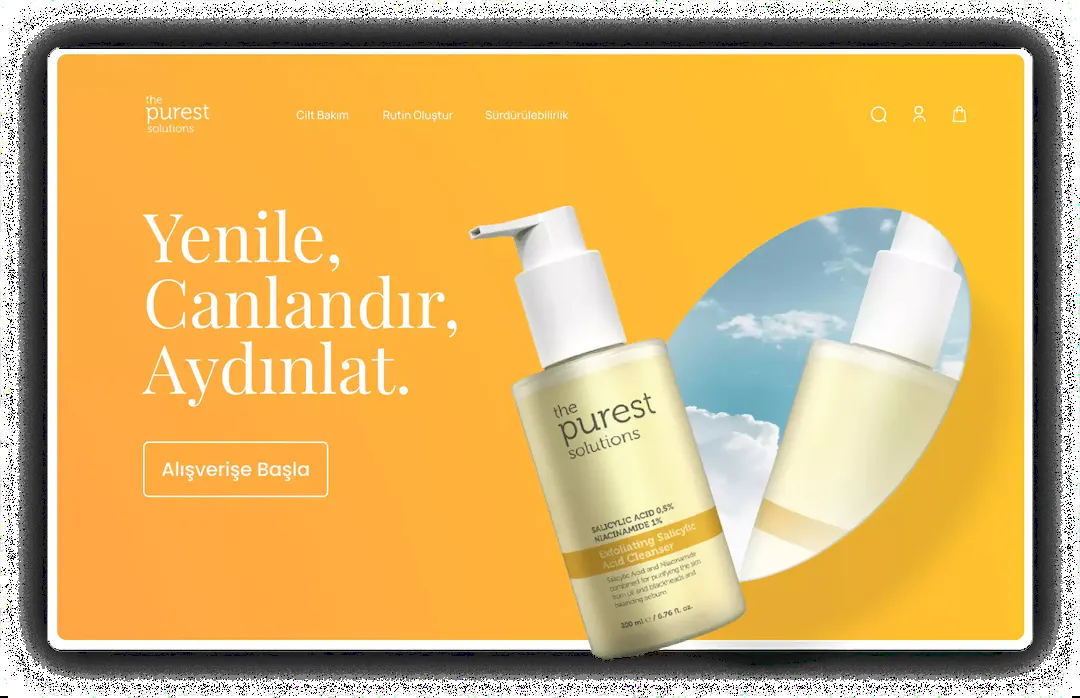 the
purest
solutions
Cilt Bakım
Rutin Oluştur
Sürdürülebilirlik
Yenile,
Canlandır,
Aydınlat.
Alışverişe Başla
the
purest
solutions
SALICYLIC ACID 0,5%
NIACINAMIDE 1%
Exfoliating Salicylic
Acid Cleanser
Salicylic Acid and Niacinamide
combined for purifying the skin
from oil and blackheads and
balancing sebum.
200 ml ℮ / 6.76 fl. oz.